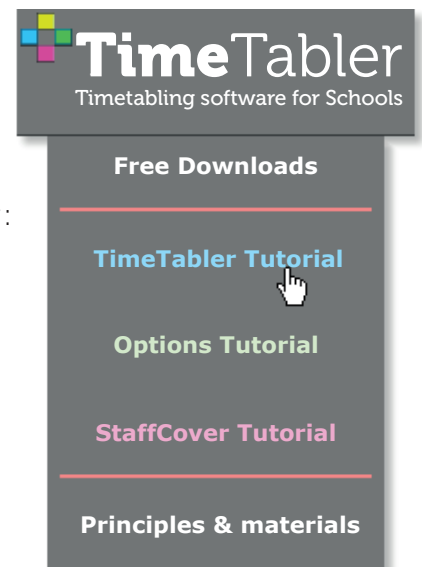 TimeTabler
Timetabling software for Schools
Free Downloads
:
TimeTabler Tutorial
Options Tutorial
StaffCover Tutorial
Principles & materials